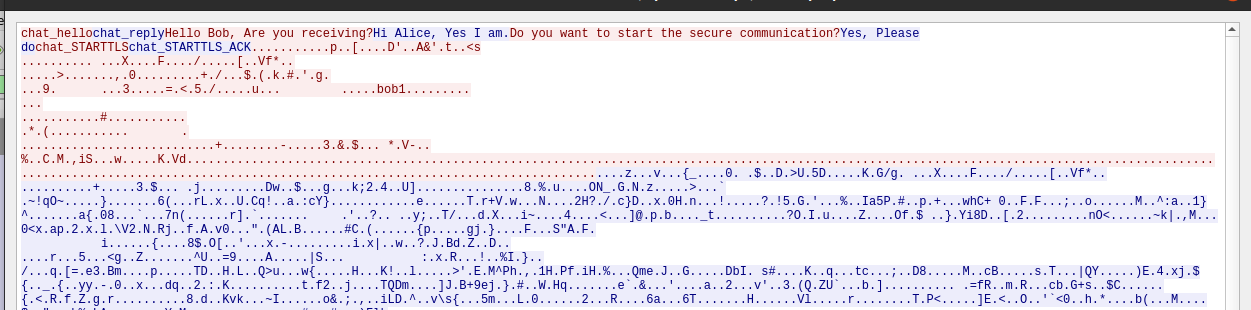 chat_hellochat_replyHello Bob, Are you receiving?Hi Alice, Yes I am.Do you want to start the secure communication?Yes, Please
dochat_STARTTLSchat_STARTTLS_ACK...........p..[....D'..A&'.t..<s
.......... ...X....F..../.....[..Vf*..
.....>.......,.0.........+./...$.(.k.#.'.g.
...9. ...3.....=.<.5./.....u... .....bob1.........
...
...........#...........
.*.(........... .
...........................+........-.....3.&.$... *.V-..
%..C.M.,iS...w.....K.Vd
....z...v...{_....0. .$..D.>U.5D.....K.G/g. ...X....F..../.....[..Vf*..
..........+.....3.$... .j.........Dw..$...g...k;2.4..U]..............8.%.u....ON_.G.N.z.....>...`
.~!qO~.....}.......6(...rL.x..U.Cq!..a.:cY}............e......T.r+V.w...N....2H?./.c}D..x.0H.n...!.....?.!5.G.'...%..Ia5P.#..p.+...whC+ 0..F.F...;..o......M..^:a..1}
^.......a{.08....`...7n(......r].`....... .'..?.. ..y;..T/...d.X...i~....4....<...]@.p.b...._t..........?O.I.u....Z....Of.$ ..}.Yi8D..[.2.........nO<......~k|.,M...
0<x.ap.2.x.l.\V2.N.Rj..f.A.v0...".(AL.B......#C.(......{p.....gj.}....F...S"A.F.
i......{....8$.O[..'...x.-.........i.x|..w..?.J.Bd.Z..D..
....r...5...<g..Z.......^U..=9....A.....|S... :.x.R...!..%I.}..
/...q.[=.e3.Bm....p.....TD..H.L..Q>u...w{.....H...K!..l.....>'.E.M^Ph.,.1H.Pf.iH.%...Qme.J..G.....DbI. s#....K..q...tc...;..D8.....M..cB.....s.T...|QY.....)E.4.xj.$
{.._.{..yy.-.0..x...dq..2.:.K..........t.f2..j....TQDm....]J.B+9ej.}.#..W.Hq.......e`.&...'....a..2...v'..3.(Q.ZU`...b.].......... .=fR..m.R...cb.G+s..$C......
{.<.R.f.Z.g.r..........8.d..Kvk...~I......o&.;.,..iLD.^..v\s{...5m...L.0......2...R....6a...6T.......H......Vl.....r........T.P<.....]E.<..O..'`<0..h.*....b(...M....